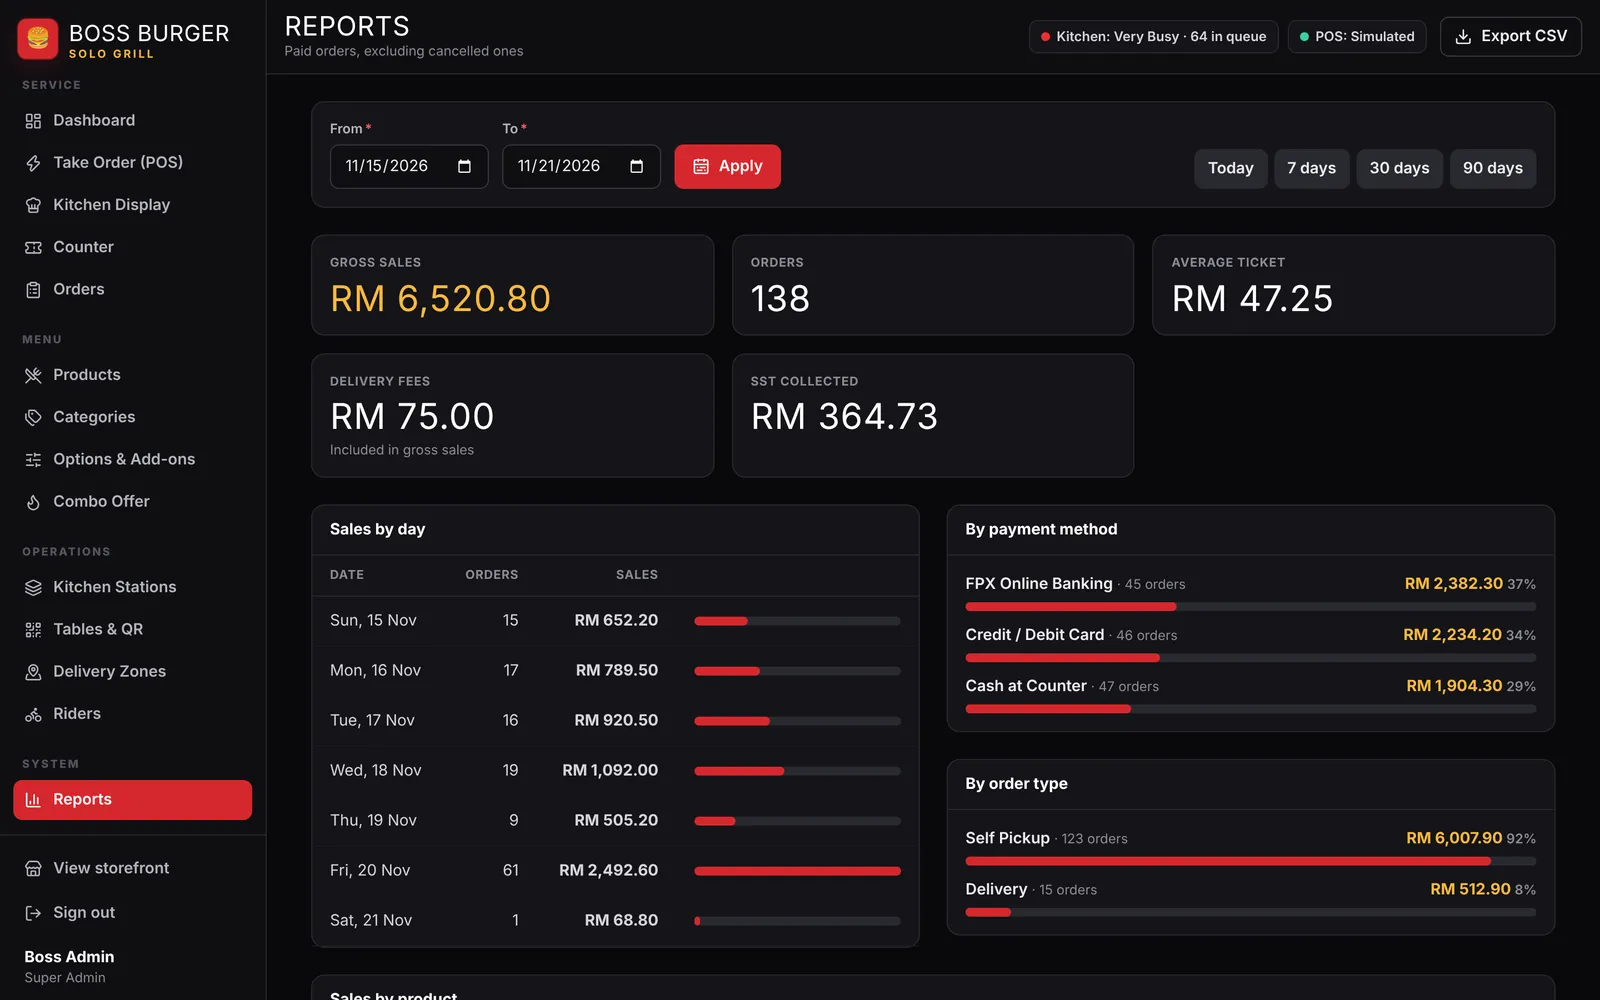 BOSS BURGER
SOLO GRILL
SERVICE
Dashboard
Take Order (POS)
Kitchen Display
Counter
Orders
MENU
Products
Categories
Options & Add-ons
Combo Offer
OPERATIONS
Kitchen Stations
Tables & QR
Delivery Zones
Riders
SYSTEM
Reports
View storefront
Sign out
Boss Admin
Super Admin
REPORTS
Paid orders, excluding cancelled ones
Kitchen: Very Busy · 64 in queue
POS: Simulated
Export CSV
From * To *
11/15/2026 11/21/2026 Apply
Today 7 days 30 days 90 days
GROSS SALES
RM 6,520.80
ORDERS
138
AVERAGE TICKET
RM 47.25
DELIVERY FEES
RM 75.00
Included in gross sales
SST COLLECTED
RM 364.73
Sales by day
DATE ORDERS SALES
Sun, 15 Nov 15 RM 652.20
Mon, 16 Nov 17 RM 789.50
Tue, 17 Nov 16 RM 920.50
Wed, 18 Nov 19 RM 1,092.00
Thu, 19 Nov 9 RM 505.20
Fri, 20 Nov 61 RM 2,492.60
Sat, 21 Nov 1 RM 68.80
By payment method
FPX Online Banking · 45 orders RM 2,382.30 37%
Credit / Debit Card · 46 orders RM 2,234.20 34%
Cash at Counter · 47 orders RM 1,904.30 29%
By order type
Self Pickup · 123 orders RM 6,007.90 92%
Delivery · 15 orders RM 512.90 8%
Sales by product